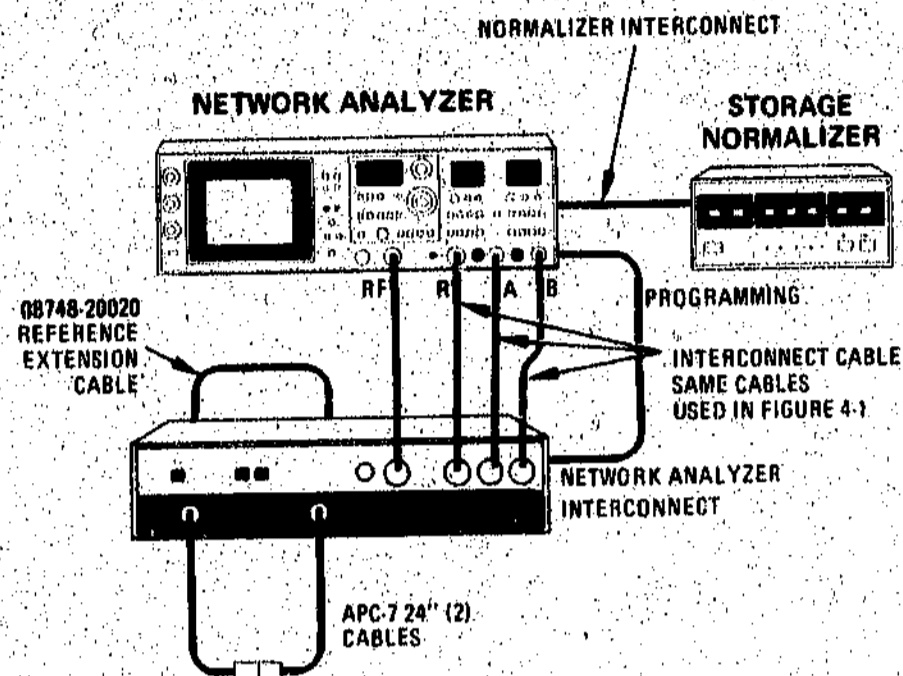 NORMALIZER INTERCONNECT
NETWORK ANALYZER
STORAGE
NORMALIZER
RF
R
A
B
PROGRAMMING
08748-20020
REFERENCE
EXTENSION
CABLE
INTERCONNECT CABLE
SAME CABLES
USED IN FIGURE 4-1
NETWORK ANALYZER
INTERCONNECT
APC-7 24" (2)
CABLES